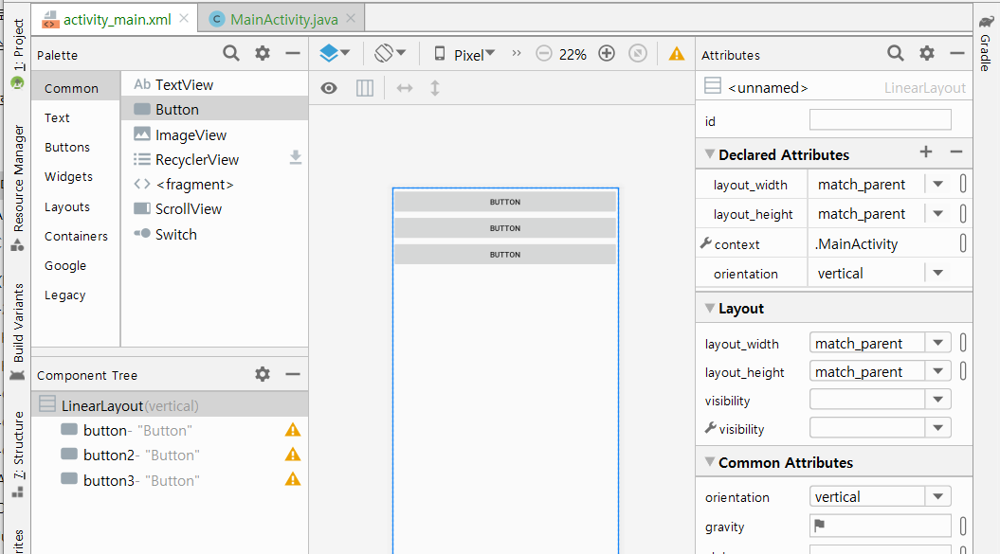 activity_main.xml
MainActivity.java
1: Project
Resource Manager
Build Variants
7: Structure
Gradle
Palette
Common
Text
Buttons
Widgets
Layouts
Containers
Google
Legacy
Ab TextView
Button
ImageView
RecyclerView
<fragment>
ScrollView
Switch
Pixel
22%
BUTTON
BUTTON
BUTTON
Component Tree
LinearLayout(vertical)
button- "Button"
button2- "Button"
button3- "Button"
Attributes
<unnamed> LinearLayout
id
Declared Attributes
layout_width match_parent
layout_height match_parent
context .MainActivity
orientation vertical
Layout
layout_width match_parent
layout_height match_parent
visibility
visibility
Common Attributes
orientation vertical
gravity